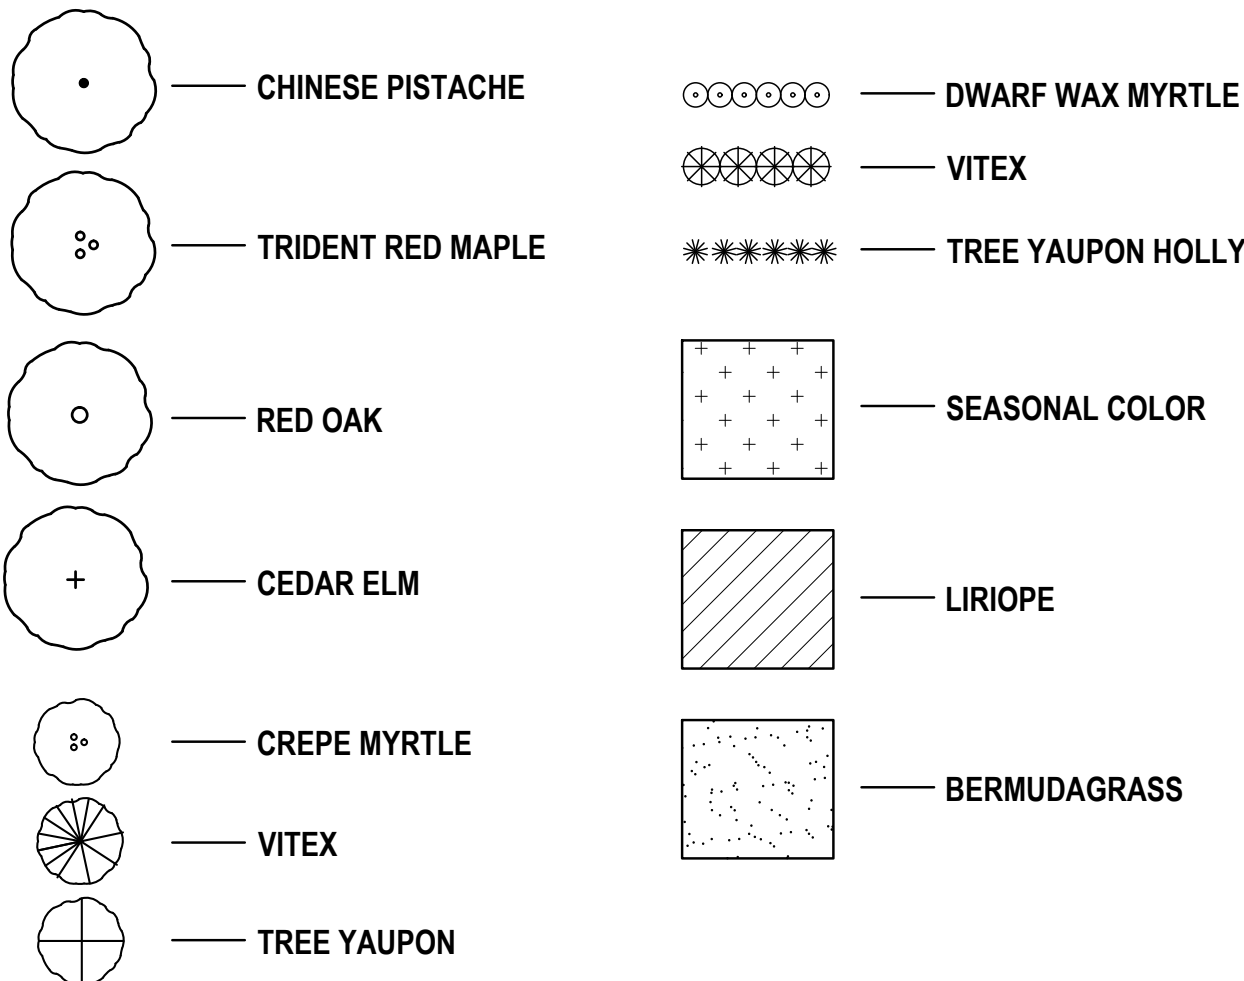 CHINESE PISTACHE
TRIDENT RED MAPLE
RED OAK
CEDAR ELM
CREPE MYRTLE
VITEX
TREE YAUPON
DWARF WAX MYRTLE
VITEX
TREE YAUPON HOLLY
SEASONAL COLOR
LIRIOPE
BERMUDAGRASS